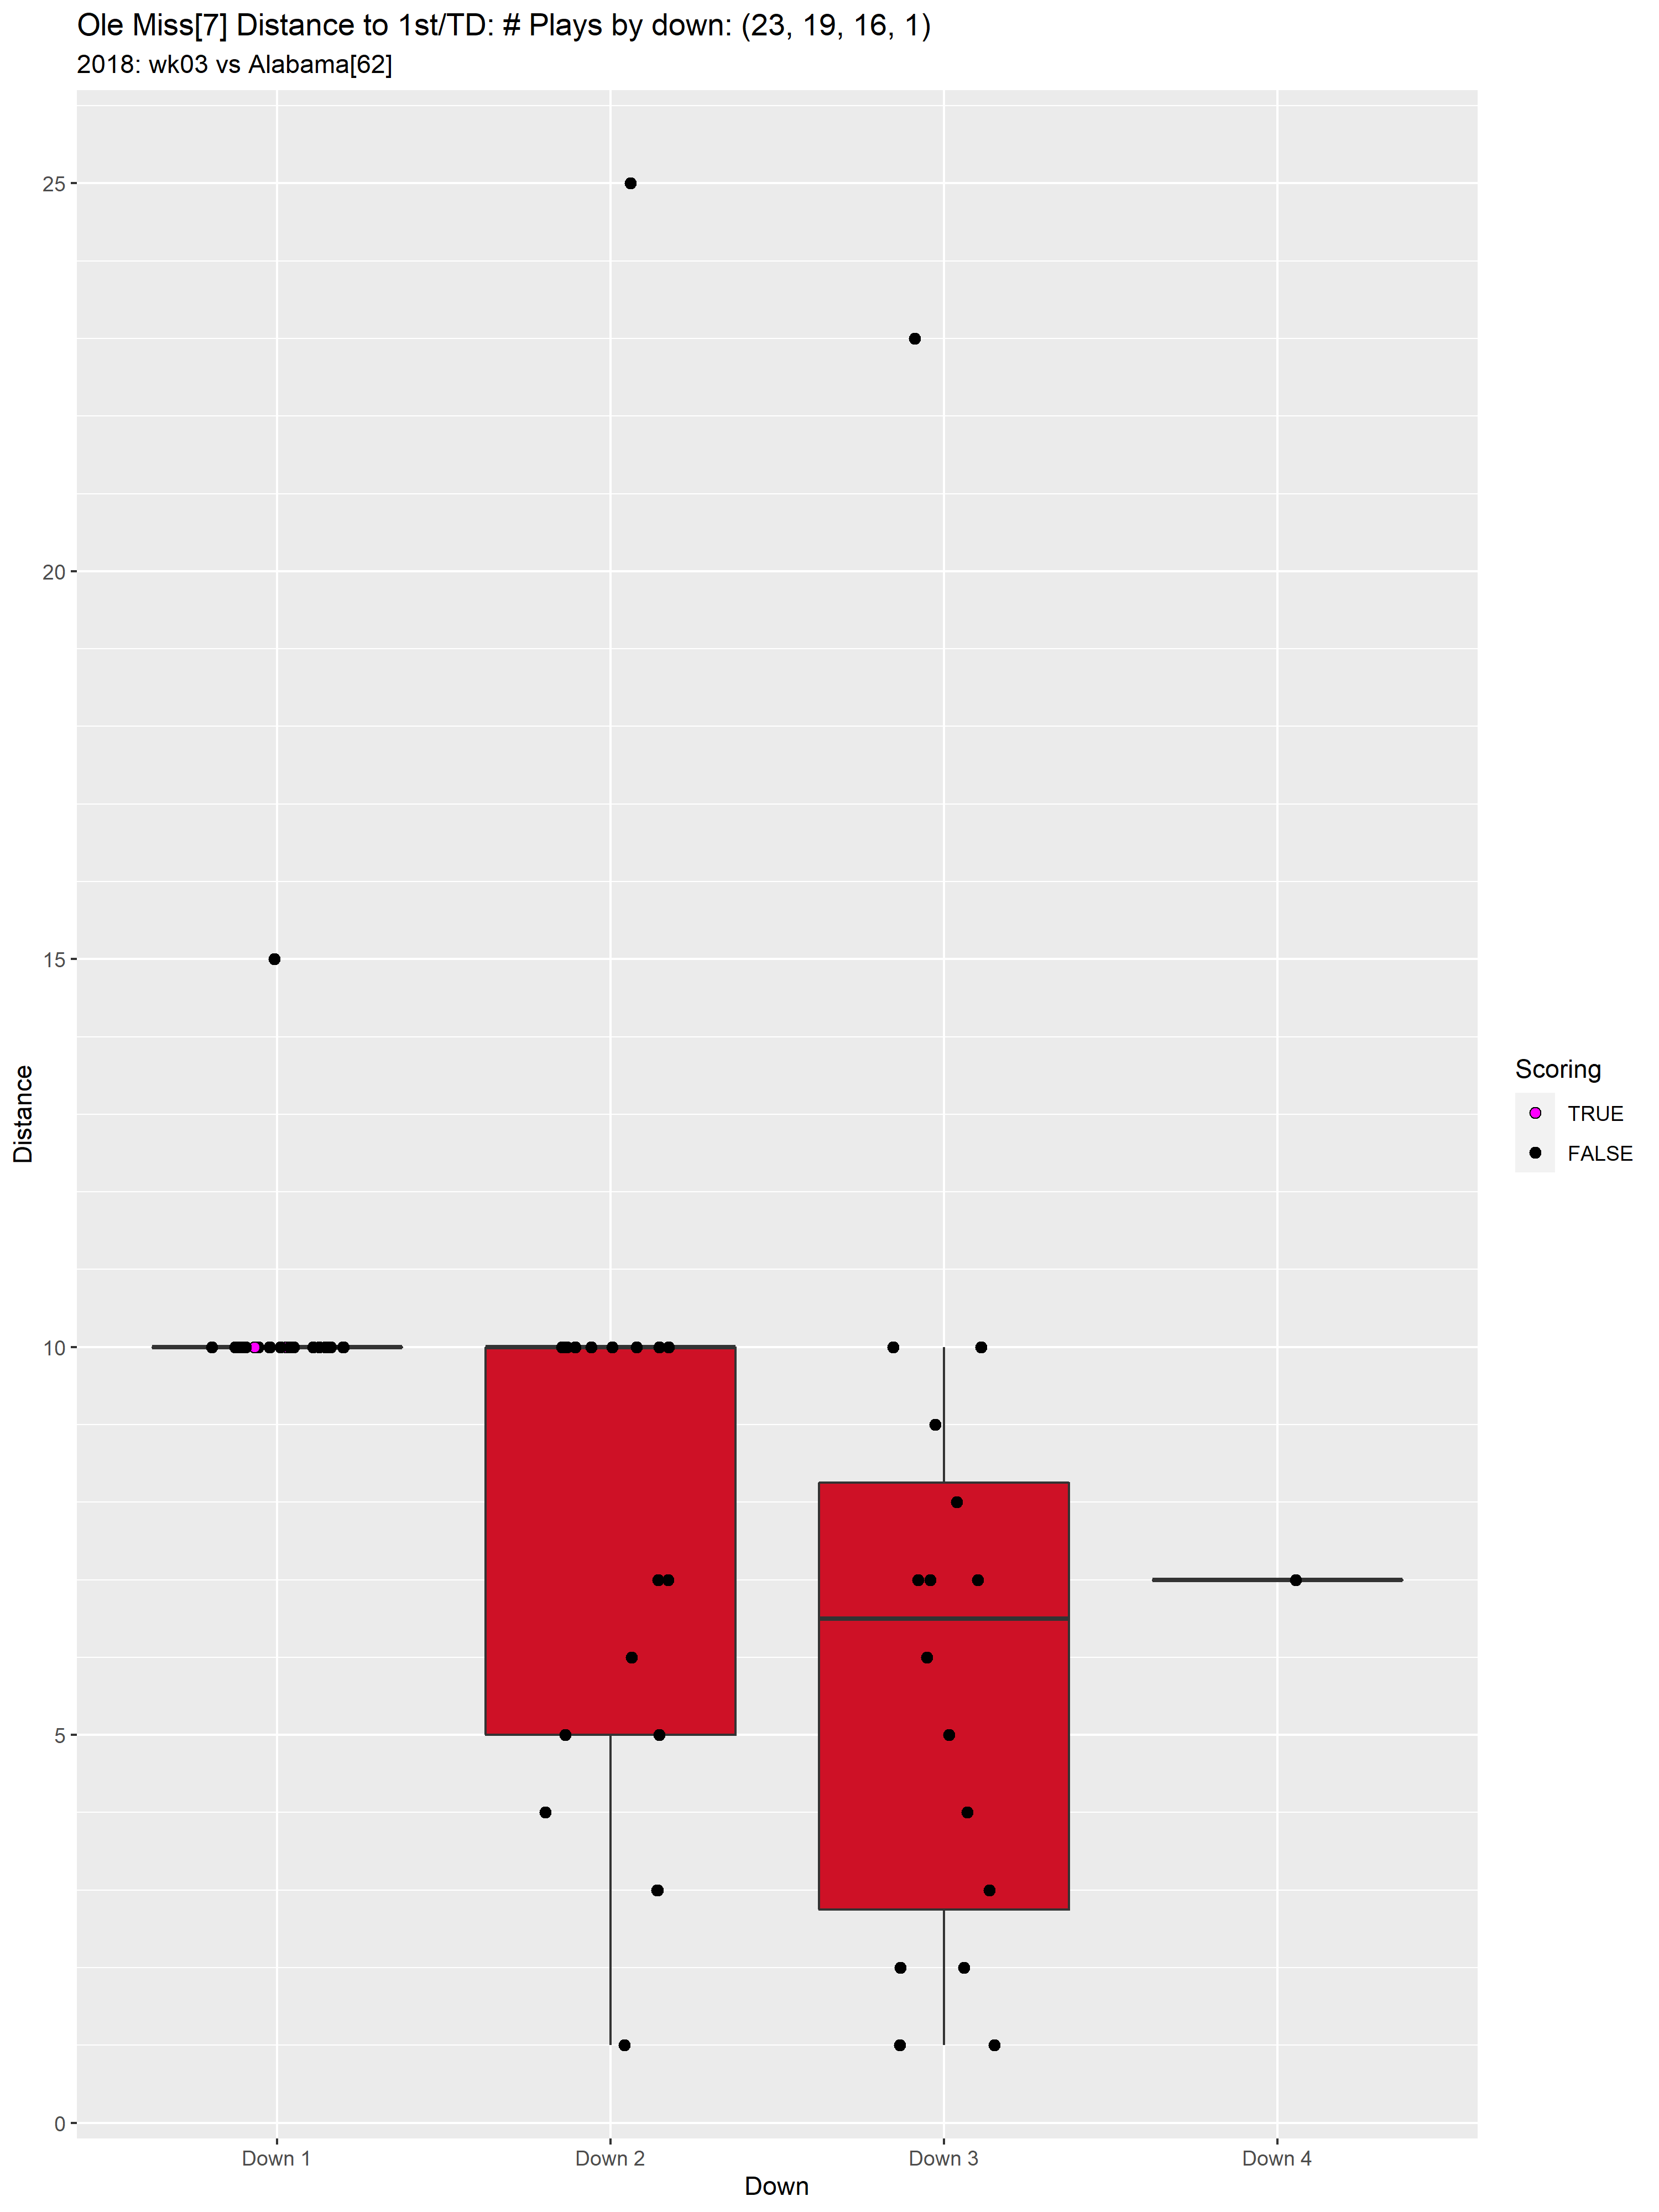 Ole Miss[7] Distance to 1st/TD: # Plays by down: (23, 19, 16, 1)
2018: wk03 vs Alabama[62]
25
20
15
10
5
0
Distance
Down 1
Down 2
Down 3
Down 4
Down
Scoring
TRUE
FALSE